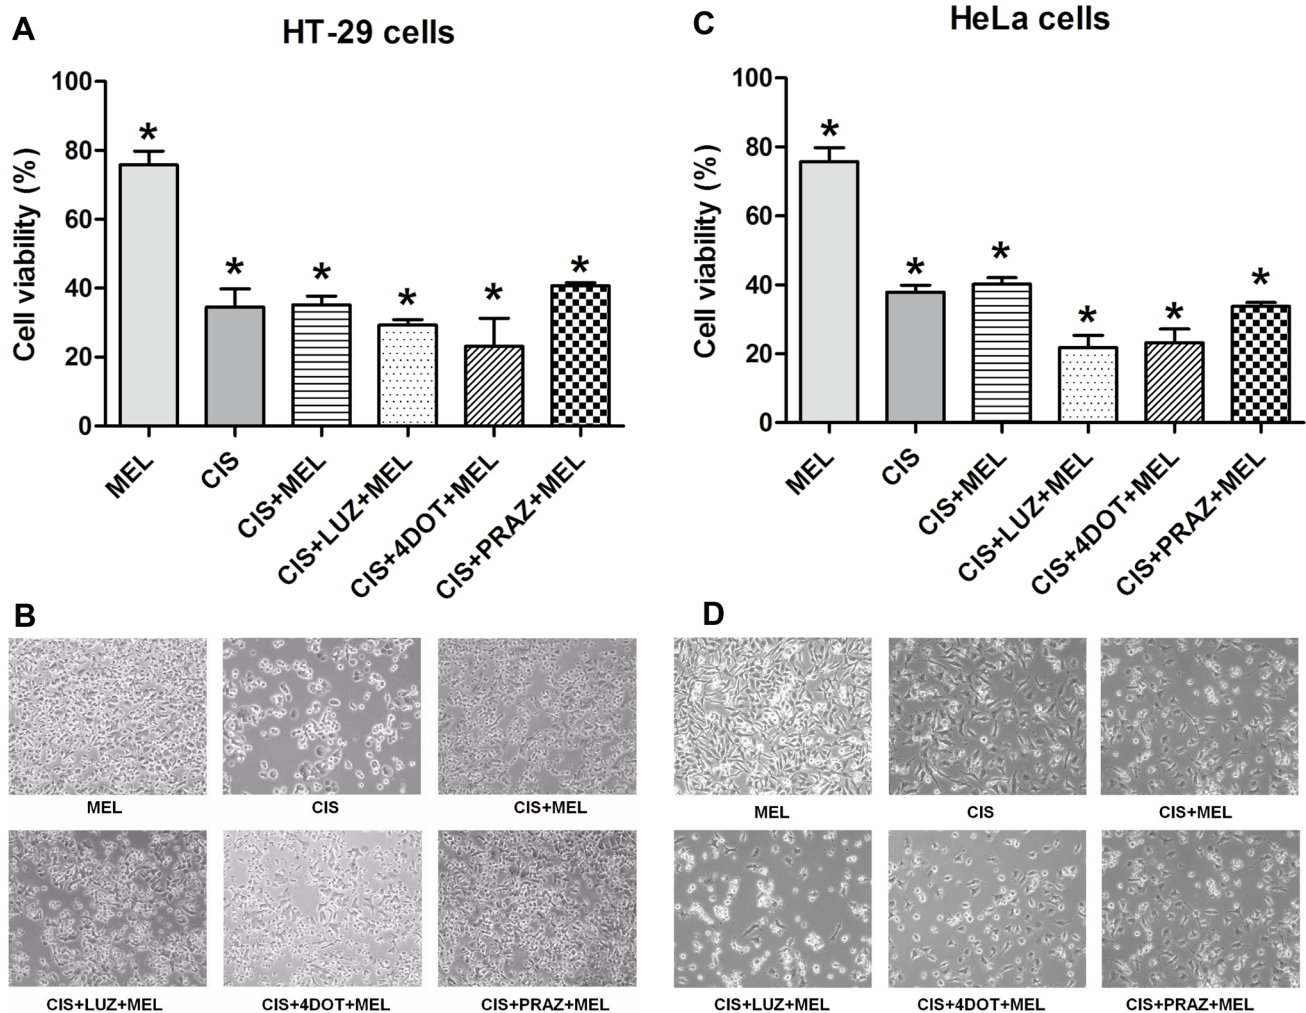 A
HT-29 cells
Cell viability (%)
100
80
60
40
20
0
*
*
*
*
*
*
MEL
CIS
CIS+MEL
CIS+LUZ+MEL
CIS+4DOT+MEL
CIS+PRAZ+MEL
C
HeLa cells
Cell viability (%)
100
80
60
40
20
0
*
*
*
*
*
*
MEL
CIS
CIS+MEL
CIS+LUZ+MEL
CIS+4DOT+MEL
CIS+PRAZ+MEL
B
MEL
CIS
CIS+MEL
CIS+LUZ+MEL
CIS+4DOT+MEL
CIS+PRAZ+MEL
D
MEL
CIS
CIS+MEL
CIS+LUZ+MEL
CIS+4DOT+MEL
CIS+PRAZ+MEL